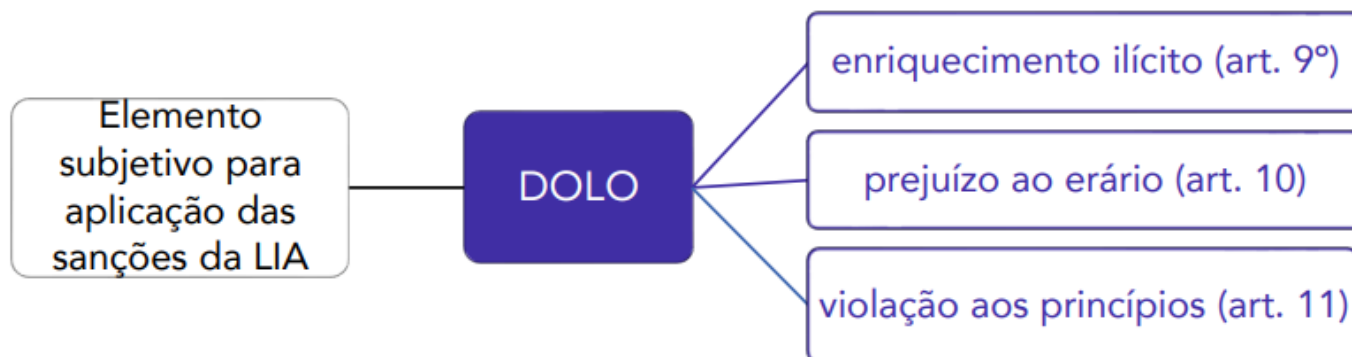 Elemento
subjetivo para
aplicação das
sanções da LIA
DOLO
enriquecimento ilícito (art. 9º)
prejuízo ao erário (art. 10)
violação aos princípios (art. 11)